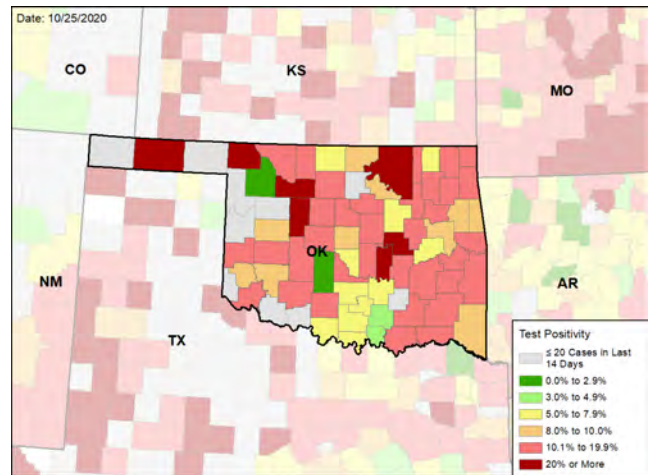 Date: 10/25/2020
CO
KS
MO
OK
NM
TX
AR
Test Positivity
≤ 20 Cases in Last
14 Days
0.0% to 2.9%
3.0% to 4.9%
5.0% to 7.9%
8.0% to 10.0%
10.1% to 19.9%
20% or More